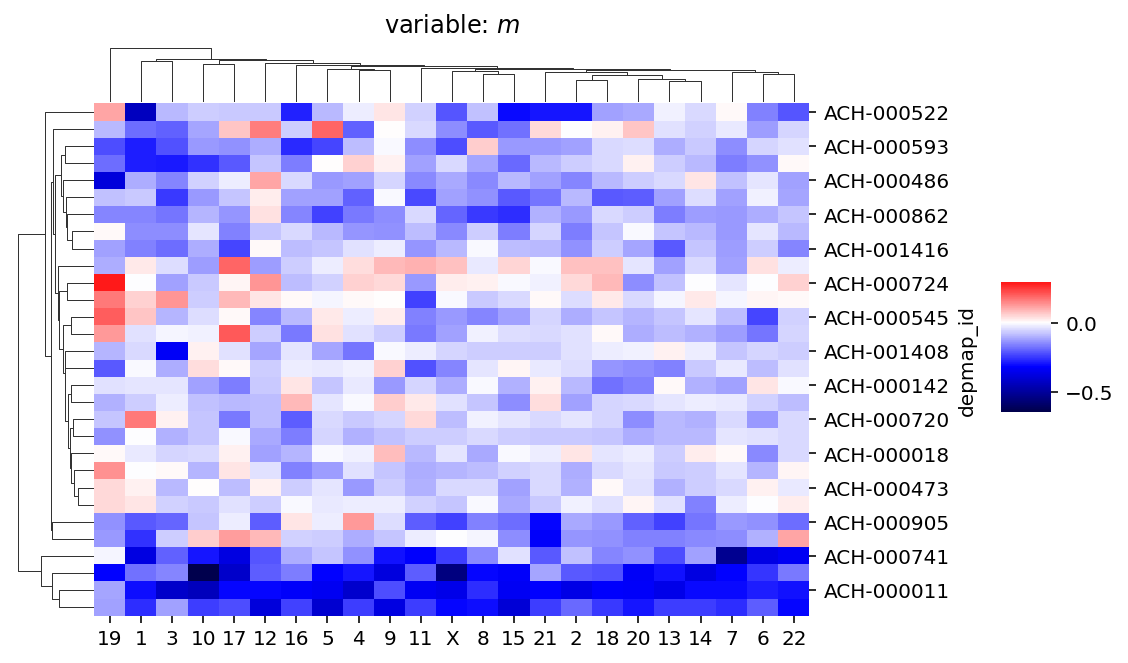 variable: m
ACH-000522
ACH-000593
ACH-000486
ACH-000862
ACH-001416
ACH-000724
ACH-000545
ACH-001408
ACH-000142
ACH-000720
ACH-000018
ACH-000473
ACH-000905
ACH-000741
ACH-000011
depmap_id
0.0
−0.5
19 1 3 10 17 12 16 5 4 9 11 X 8 15 21 2 18 20 13 14 7 6 22